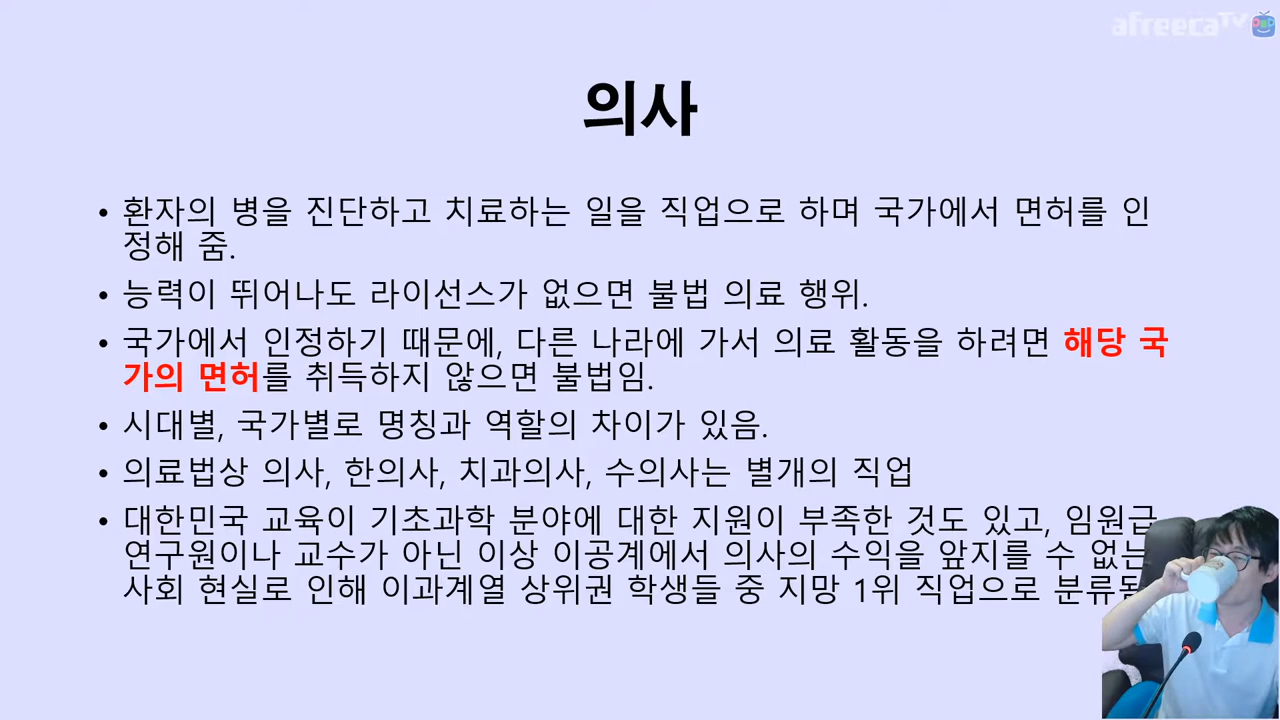 afreecaTV
의사
• 환자의 병을 진단하고 치료하는 일을 직업으로 하며 국가에서 면허를 인
정해 줌.
• 능력이 뛰어나도 라이선스가 없으면 불법 의료 행위.
• 국가에서 인정하기 때문에, 다른 나라에 가서 의료 활동을 하려면 해당 국
가의 면허를 취득하지 않으면 불법임.
• 시대별, 국가별로 명칭과 역할의 차이가 있음.
• 의료법상 의사, 한의사, 치과의사, 수의사는 별개의 직업
• 대한민국 교육이 기초과학 분야에 대한 지원이 부족한 것도 있고, 임원급
연구원이나 교수가 아닌 이상 이공계에서 의사의 수익을 앞지를 수 없는
사회 현실로 인해 이과계열 상위권 학생들 중 지망 1위 직업으로 분류됨